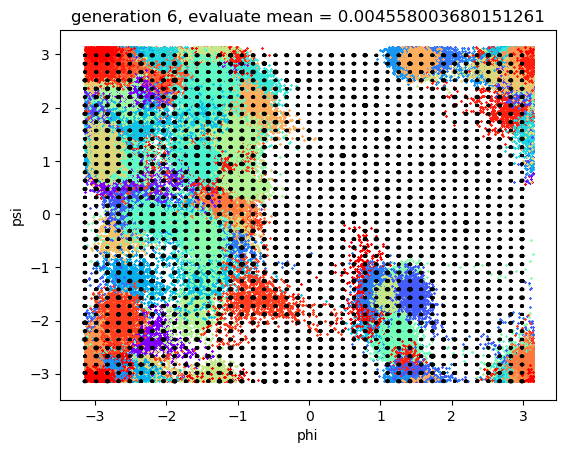 generation 6, evaluate mean = 0.004558003680151261
3
2
1
0
−1
−2
−3
psi
−3 −2 −1 0 1 2 3
phi